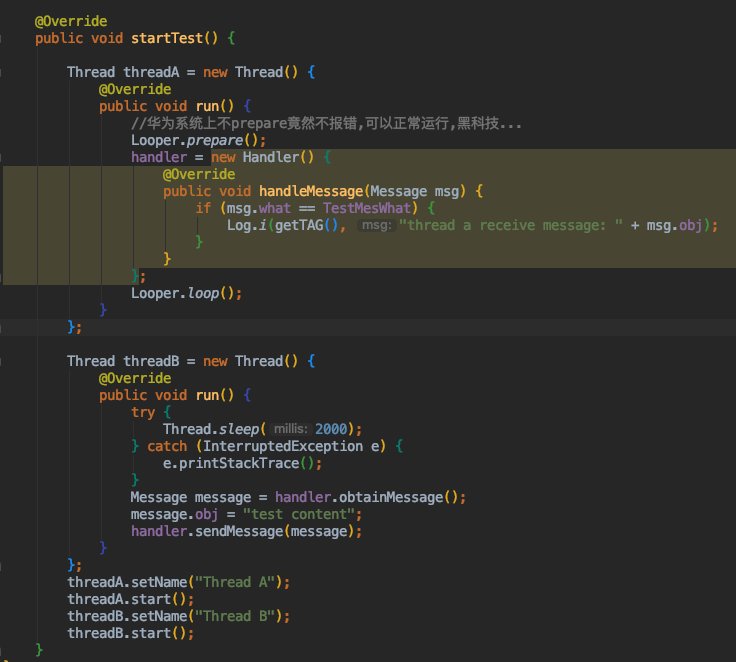 @Override
public void startTest() {
Thread threadA = new Thread() {
@Override
public void run() {
//华为系统上不prepare竟然不报错,可以正常运行,黑科技...
Looper.prepare();
handler = new Handler() {
@Override
public void handleMessage(Message msg) {
if (msg.what == TestMesWhat) {
Log.i(getTAG(), msg: "thread a receive message: " + msg.obj);
}
}
};
Looper.loop();
}
};
Thread threadB = new Thread() {
@Override
public void run() {
try {
Thread.sleep( millis: 2000);
} catch (InterruptedException e) {
e.printStackTrace();
}
Message message = handler.obtainMessage();
message.obj = "test content";
handler.sendMessage(message);
}
};
threadA.setName("Thread A");
threadA.start();
threadB.setName("Thread B");
threadB.start();
}